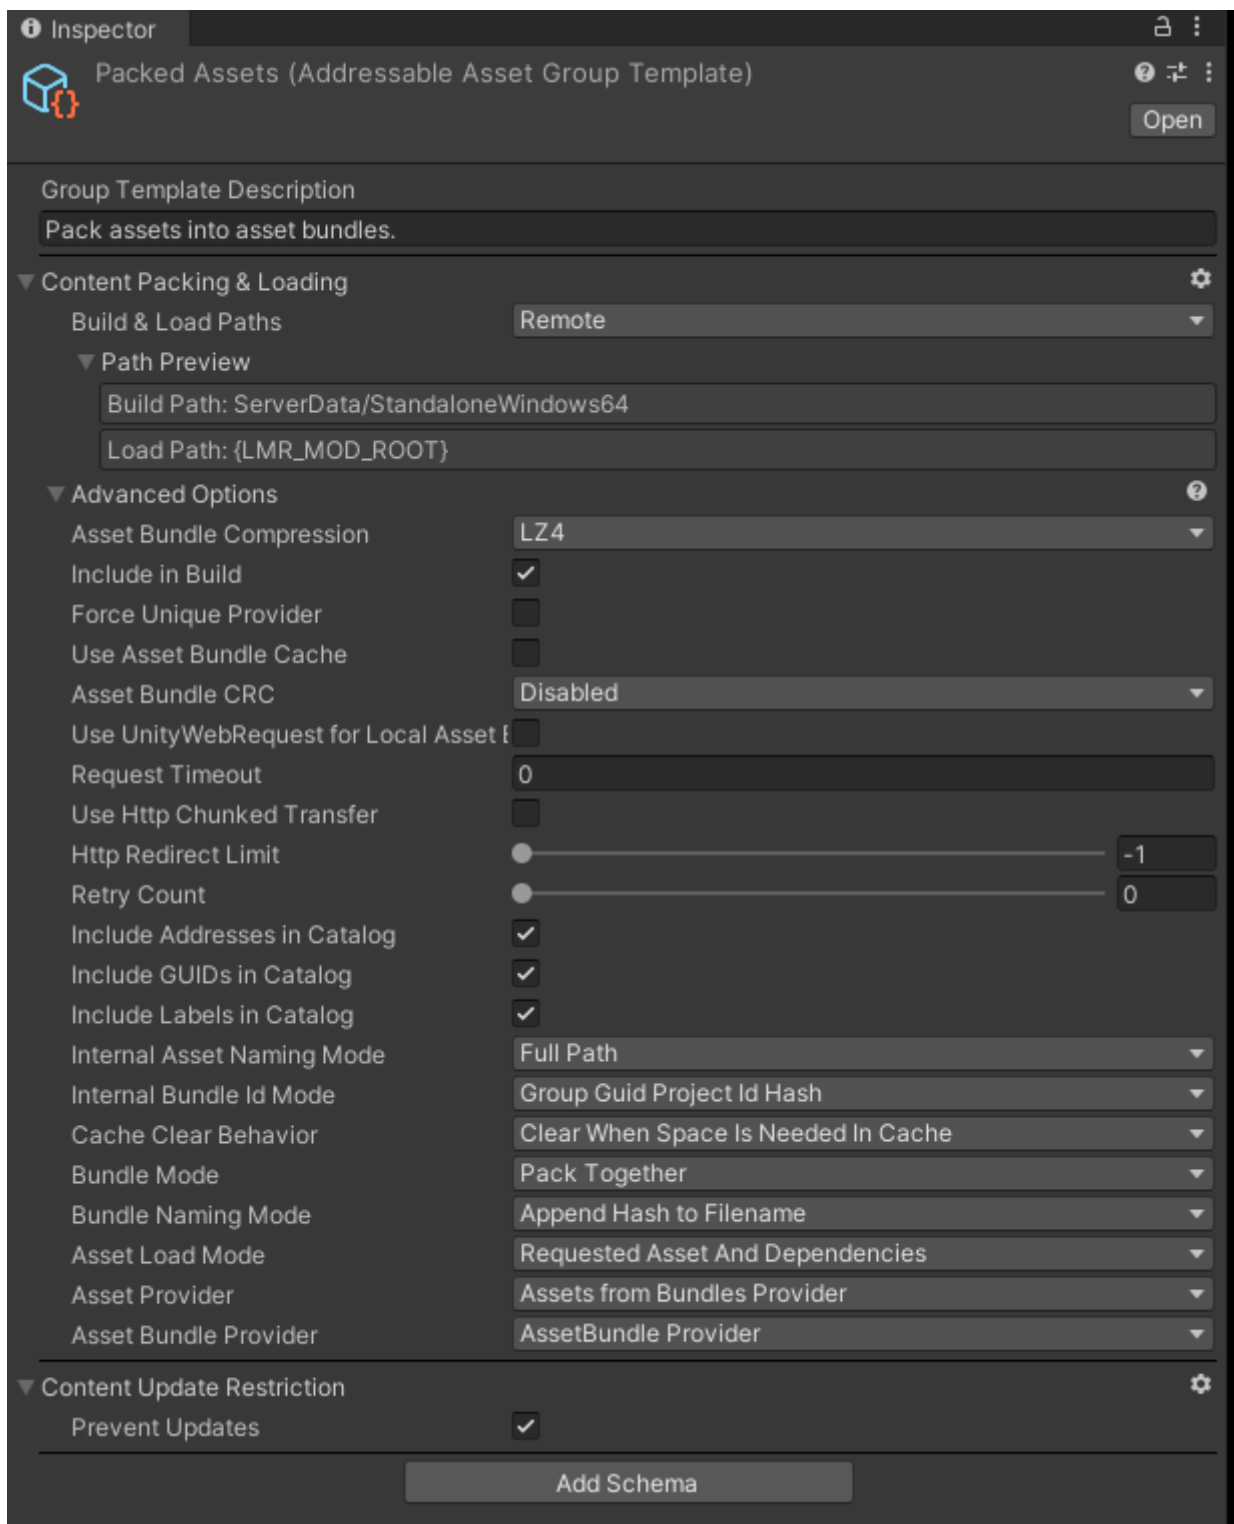 Inspector
Packed Assets (Addressable Asset Group Template)
Open
Group Template Description
Pack assets into asset bundles.
Content Packing & Loading
Build & Load Paths Remote
Path Preview
Build Path: ServerData/StandaloneWindows64
Load Path: {LMR_MOD_ROOT}
Advanced Options
Asset Bundle Compression LZ4
Include in Build
Force Unique Provider
Use Asset Bundle Cache
Asset Bundle CRC Disabled
Use UnityWebRequest for Local Asset
Request Timeout 0
Use Http Chunked Transfer
Http Redirect Limit -1
Retry Count 0
Include Addresses in Catalog
Include GUIDs in Catalog
Include Labels in Catalog
Internal Asset Naming Mode Full Path
Internal Bundle Id Mode Group Guid Project Id Hash
Cache Clear Behavior Clear When Space Is Needed In Cache
Bundle Mode Pack Together
Bundle Naming Mode Append Hash to Filename
Asset Load Mode Requested Asset And Dependencies
Asset Provider Assets from Bundles Provider
Asset Bundle Provider AssetBundle Provider
Content Update Restriction
Prevent Updates
Add Schema